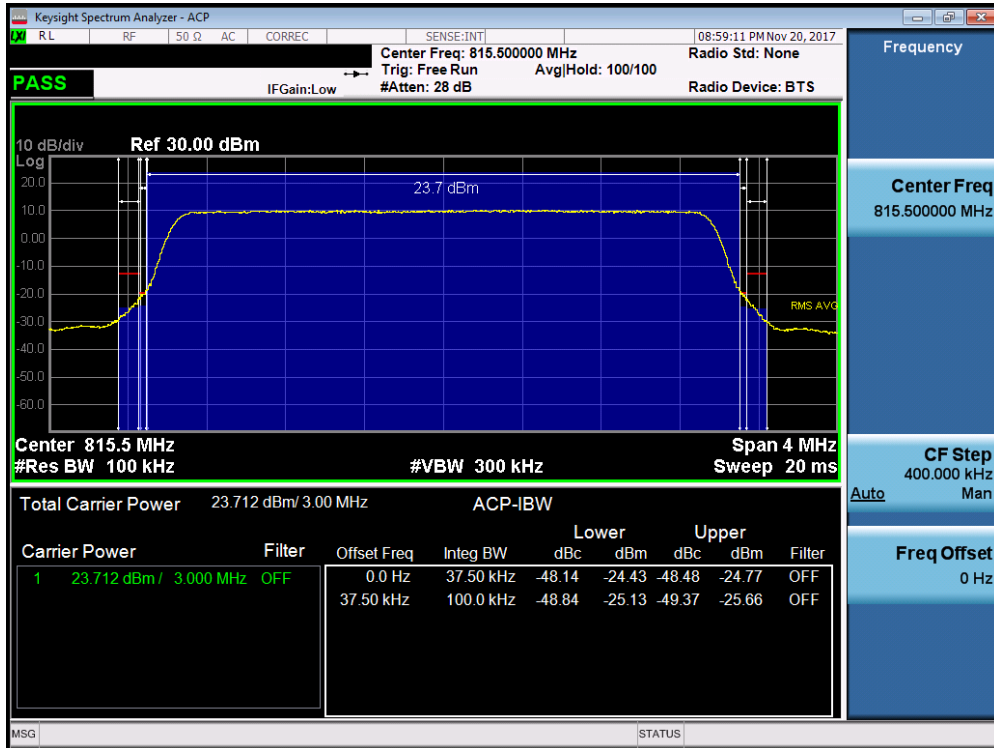 Keysight Spectrum Analyzer - ACP
LXI RL RF 50 Ω AC CORREC SENSE:INT 08:59:11 PM Nov 20, 2017
Center Freq: 815.500000 MHz Radio Std: None
Trig: Free Run Avg|Hold: 100/100
PASS IFGain:Low #Atten: 28 dB Radio Device: BTS
10 dB/div Ref 30.00 dBm
Log
20.0
10.0
0.00
-10.0
-20.0
-30.0
-40.0
-50.0
-60.0
23.7 dBm
RMS AVG
Center 815.5 MHz Span 4 MHz
#Res BW 100 kHz #VBW 300 kHz Sweep 20 ms
Total Carrier Power 23.712 dBm/ 3.00 MHz ACP-IBW
Lower Upper
Carrier Power Filter Offset Freq Integ BW dBc dBm dBc dBm Filter
1 23.712 dBm / 3.000 MHz OFF 0.0 Hz 37.50 kHz -48.14 -24.43 -48.48 -24.77 OFF
37.50 kHz 100.0 kHz -48.84 -25.13 -49.37 -25.66 OFF
MSG STATUS
Frequency
Center Freq
815.500000 MHz
CF Step
400.000 kHz
Auto Man
Freq Offset
0 Hz